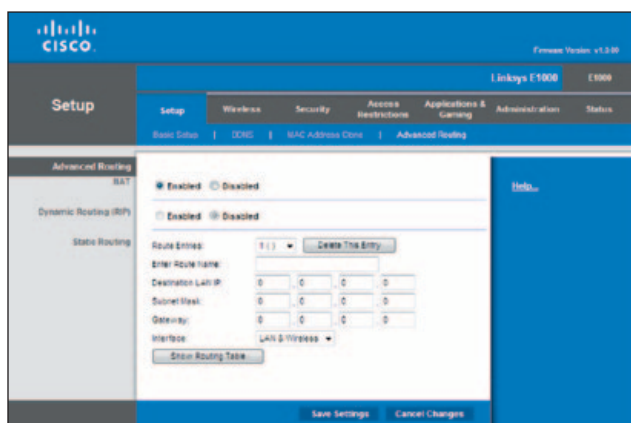 CISCO.
Firmware Version: v1.0.00
Linksys E1000 E1000
Setup
Setup Wireless Security Access Restrictions Applications & Gaming Administration Status
Basic Setup | DDNS | MAC Address Clone | Advanced Routing
Advanced Routing
NAT Enabled Disabled Help...
Dynamic Routing (RIP) Enabled Disabled
Static Routing Route Entries: 1 ( ) Delete This Entry
Enter Route Name:
Destination LAN IP: 0 . 0 . 0 . 0
Subnet Mask: 0 . 0 . 0 . 0
Gateway: 0 . 0 . 0 . 0
Interface: LAN & Wireless
Show Routing Table
Save Settings Cancel Changes